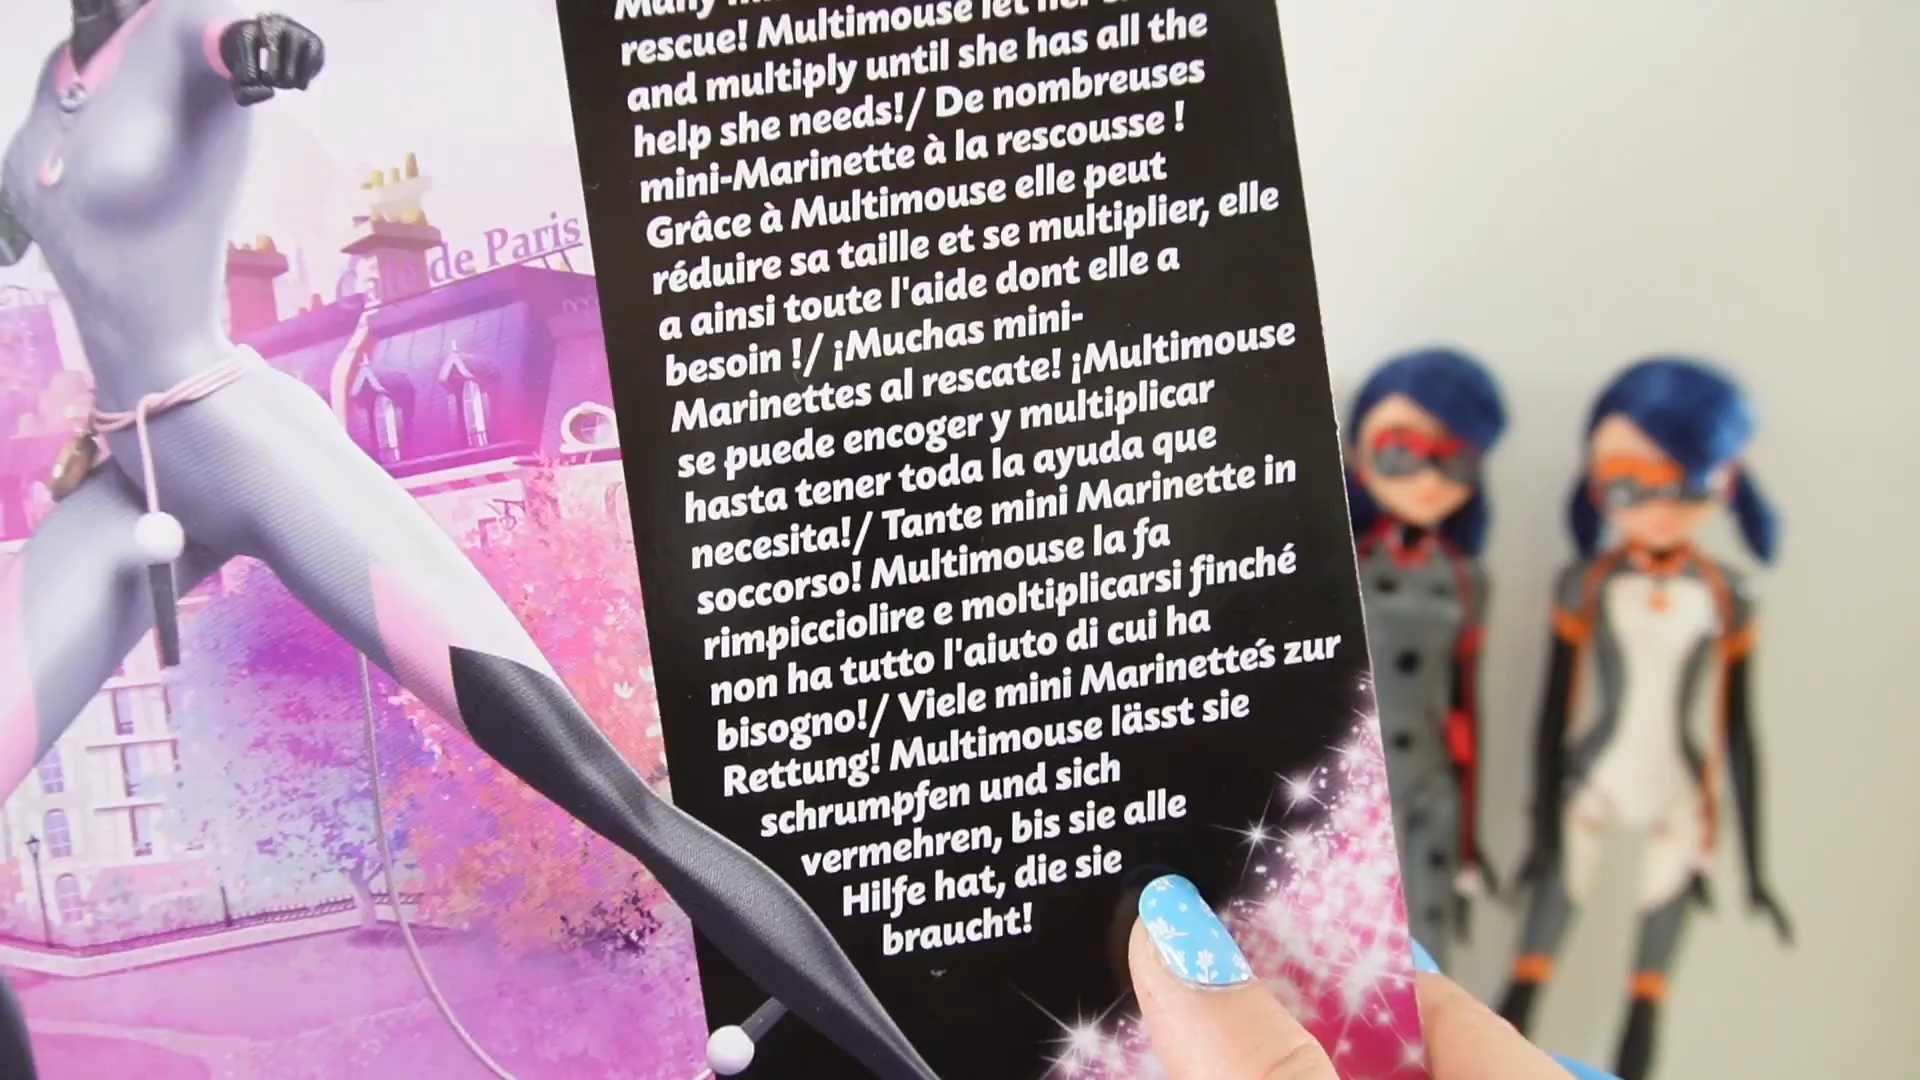 Many
rescue! Multimouse let her
and multiply until she has all the
help she needs!/ De nombreuses
mini-Marinette à la rescousse !
Grâce à Multimouse elle peut
réduire sa taille et se multiplier, elle
a ainsi toute l'aide dont elle a
besoin !/ ¡Muchas mini-
Marinettes al rescate! ¡Multimouse
se puede encoger y multiplicar
hasta tener toda la ayuda que
necesita!/ Tante mini Marinette in
soccorso! Multimouse la fa
rimpicciolire e moltiplicarsi finché
non ha tutto l'aiuto di cui ha
bisogno!/ Viele mini Marinette´s zur
Rettung! Multimouse lässt sie
schrumpfen und sich
vermehren, bis sie alle
Hilfe hat, die sie
braucht!
de Paris